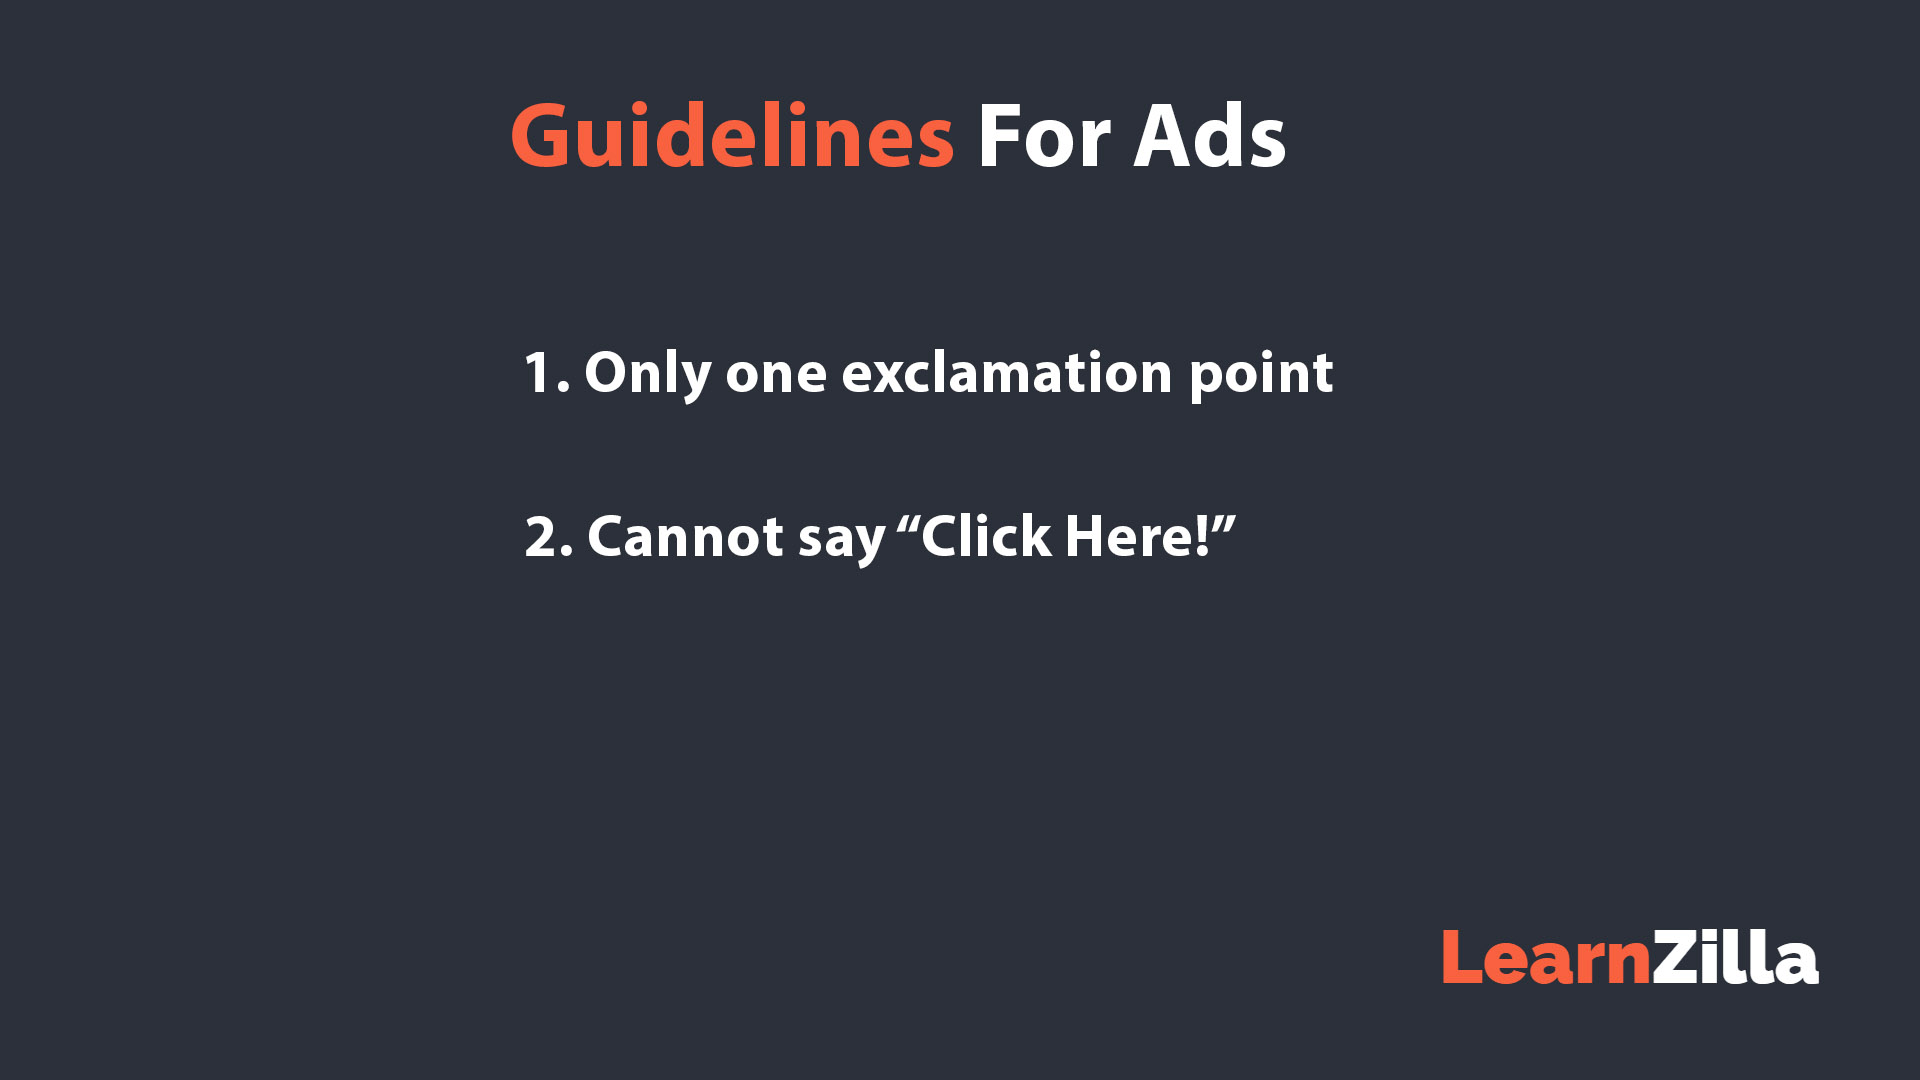 Guidelines For Ads
1. Only one exclamation point
2. Cannot say “Click Here!”
LearnZilla